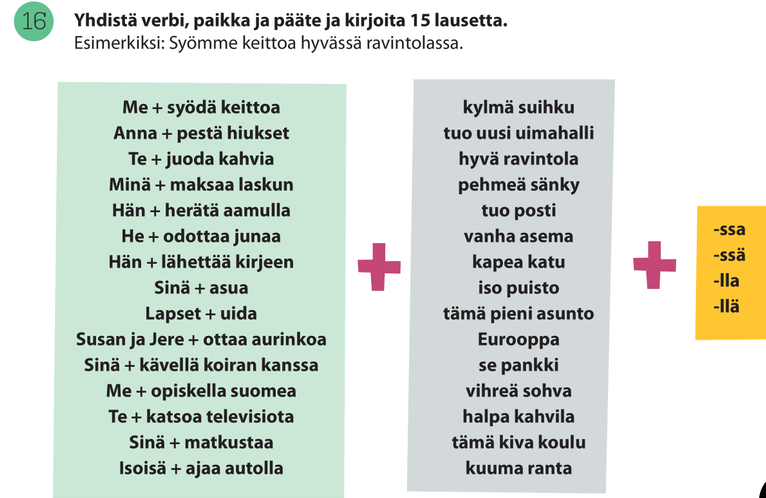 16
Yhdistä verbi, paikka ja pääte ja kirjoita 15 lausetta.
Esimerkiksi: Syömme keittoa hyvässä ravintolassa.
Me + syödä keittoa
Anna + pestä hiukset
Te + juoda kahvia
Minä + maksaa laskun
Hän + herätä aamulla
He + odottaa junaa
Hän + lähettää kirjeen
Sinä + asua
Lapset + uida
Susan ja Jere + ottaa aurinkoa
Sinä + kävellä koiran kanssa
Me + opiskella suomea
Te + katsoa televisiota
Sinä + matkustaa
Isoisä + ajaa autolla
+
kylmä suihku
tuo uusi uimahalli
hyvä ravintola
pehmeä sänky
tuo posti
vanha asema
kapea katu
iso puisto
tämä pieni asunto
Eurooppa
se pankki
vihreä sohva
halpa kahvila
tämä kiva koulu
kuuma ranta
+
-ssa
-ssä
-lla
-llä